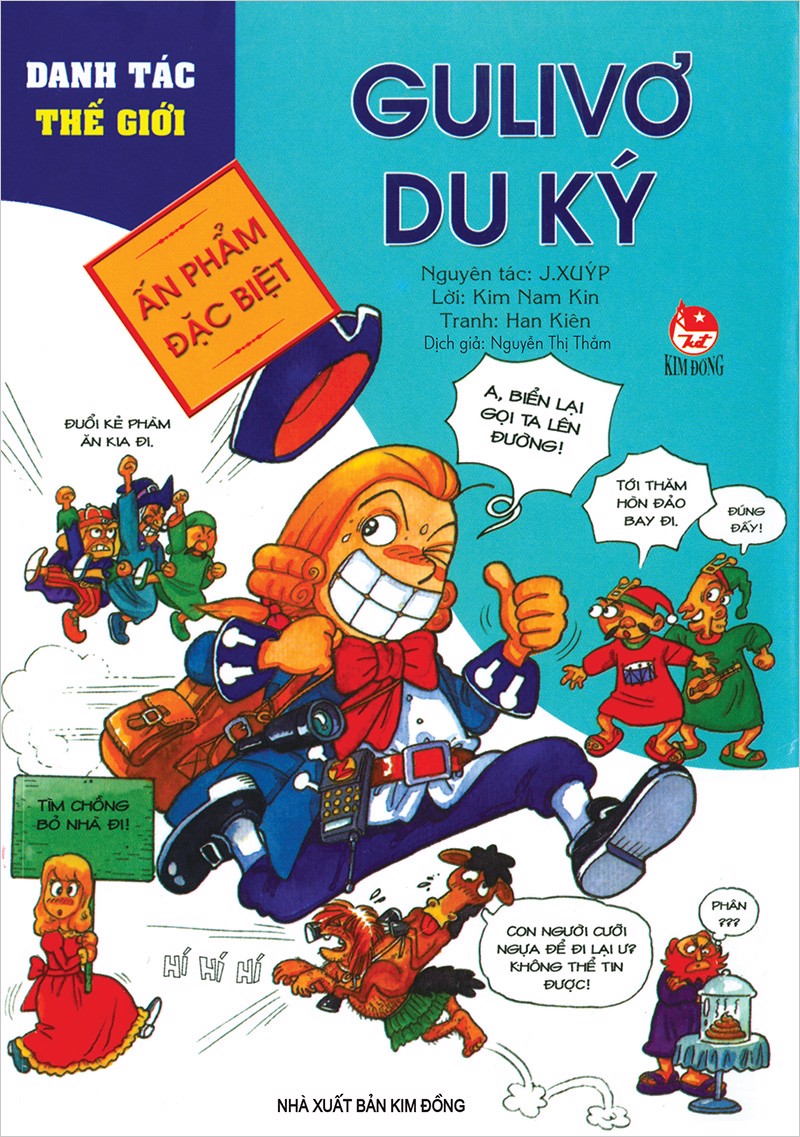 DANH TÁC
THẾ GIỚI
GULIVƠ
DU KÝ
ẤN PHẨM
ĐẶC BIỆT
Nguyên tác: J.XUÝP
Lời: Kim Nam Kin
Tranh: Han Kiên
Dịch giả: Nguyễn Thị Thắm
KIM ĐỒNG
A, BIỂN LẠI
GỌI TA LÊN
ĐƯỜNG!
ĐUỔI KẺ PHÀM
ĂN KIA ĐI.
TỚI THĂM
HÒN ĐẢO
BAY ĐI.
ĐÚNG
ĐẤY!
TÌM CHỒNG
BỎ NHÀ ĐI!
HÍ HÍ HÍ
CON NGƯỜI CƯỠI
NGỰA ĐỂ ĐI LẠI Ư?
KHÔNG THỂ TIN
ĐƯỢC!
PHÂN
???
NHÀ XUẤT BẢN KIM ĐỒNG